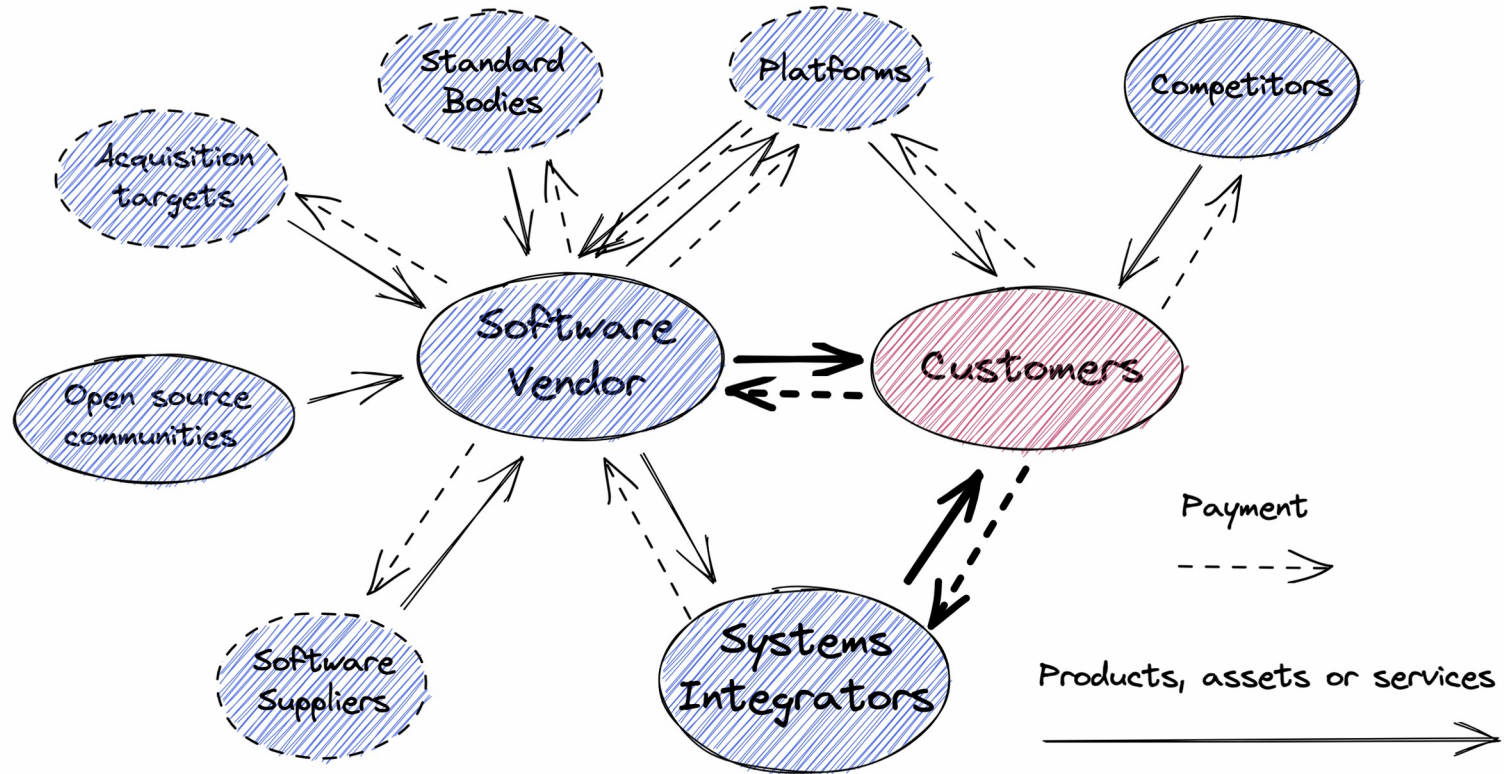 Standard
Bodies
Platforms
Competitors
Acquisition
targets
Software
Vendor
Customers
Open source
communities
Payment
Software
Suppliers
Systems
Integrators
Products, assets or services